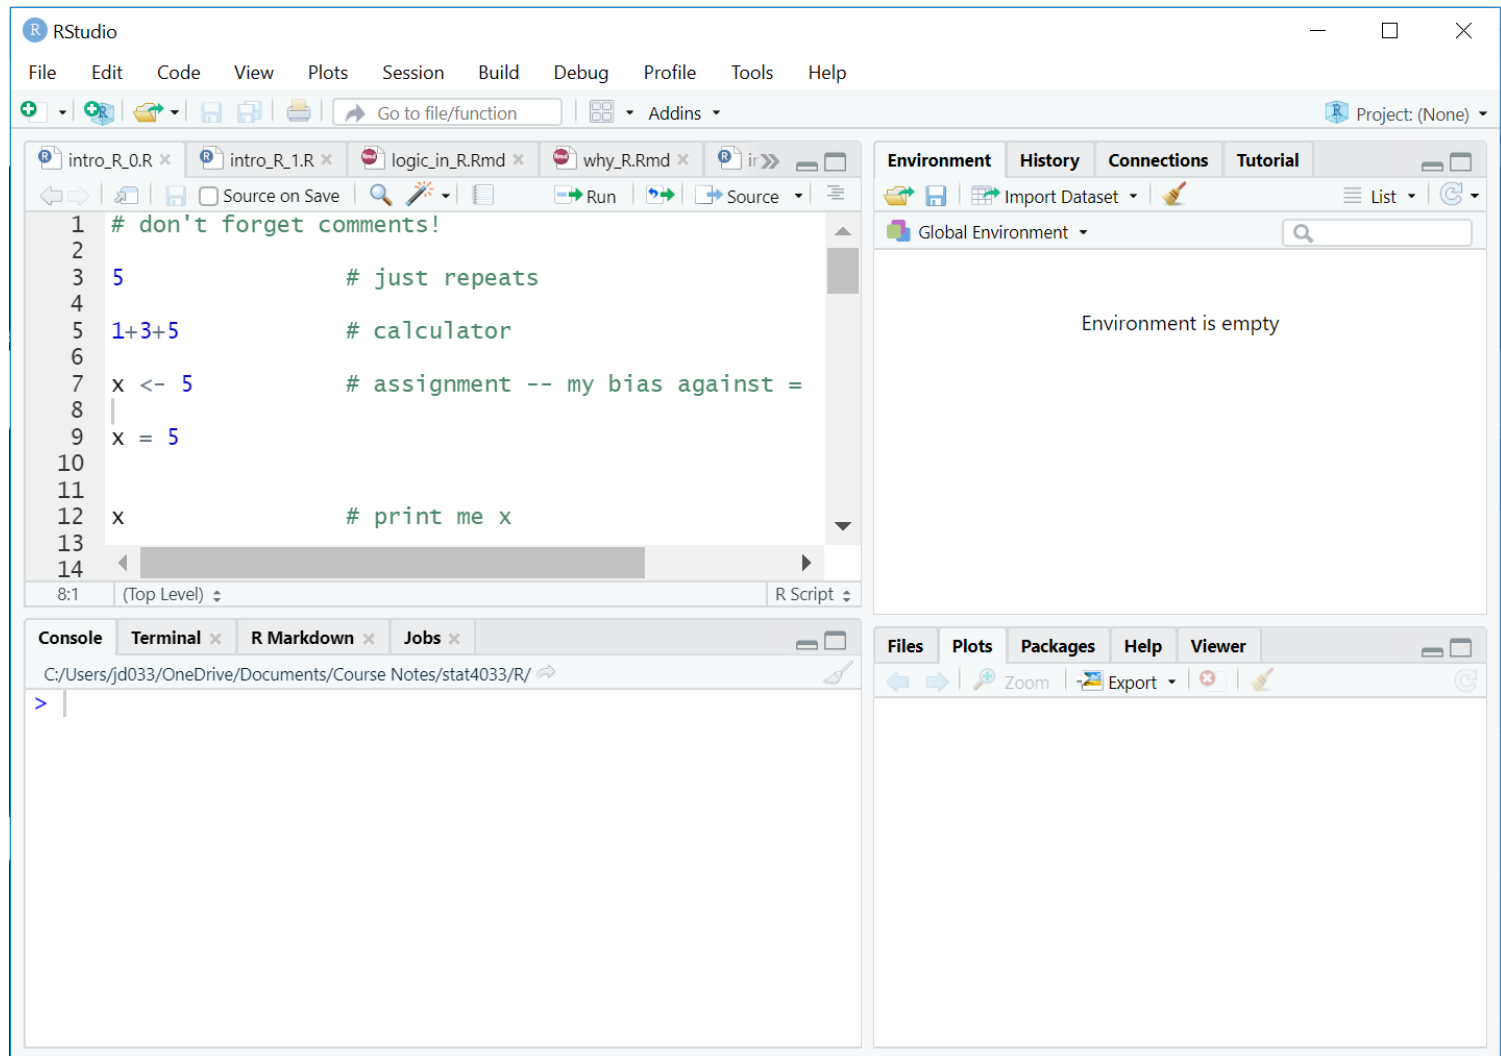 RStudio
File Edit Code View Plots Session Build Debug Profile Tools Help
Go to file/function Addins Project: (None)
intro_R_0.R intro_R_1.R logic_in_R.Rmd why_R.Rmd
Source on Save Run Source
1 # don't forget comments!
2
3 5 # just repeats
4
5 1+3+5 # calculator
6
7 x <- 5 # assignment -- my bias against =
8
9 x = 5
10
11
12 x # print me x
13
14
8:1 (Top Level) R Script
Console Terminal R Markdown Jobs
C:/Users/jd033/OneDrive/Documents/Course Notes/stat4033/R/
>
Environment History Connections Tutorial
Import Dataset List
Global Environment
Environment is empty
Files Plots Packages Help Viewer
Zoom Export